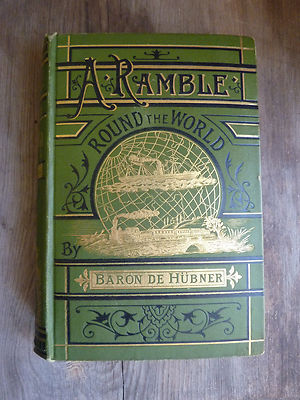 A RAMBLE
ROUND THE WORLD
By
BARON DE HÜBNER